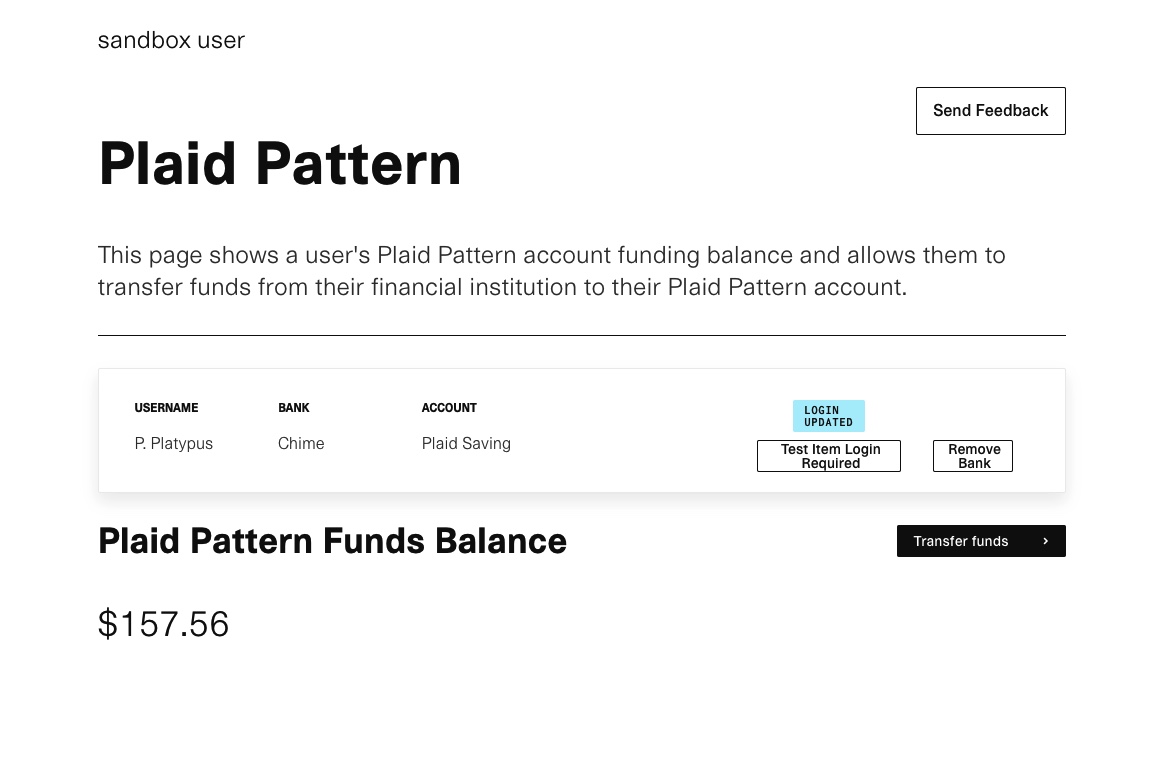 sandbox user
Send Feedback
Plaid Pattern
This page shows a user's Plaid Pattern account funding balance and allows them to
transfer funds from their financial institution to their Plaid Pattern account.
USERNAME BANK ACCOUNT
P. Platypus Chime Plaid Saving
LOGIN
UPDATED
Test Item Login
Required
Remove
Bank
Plaid Pattern Funds Balance
Transfer funds
$157.56